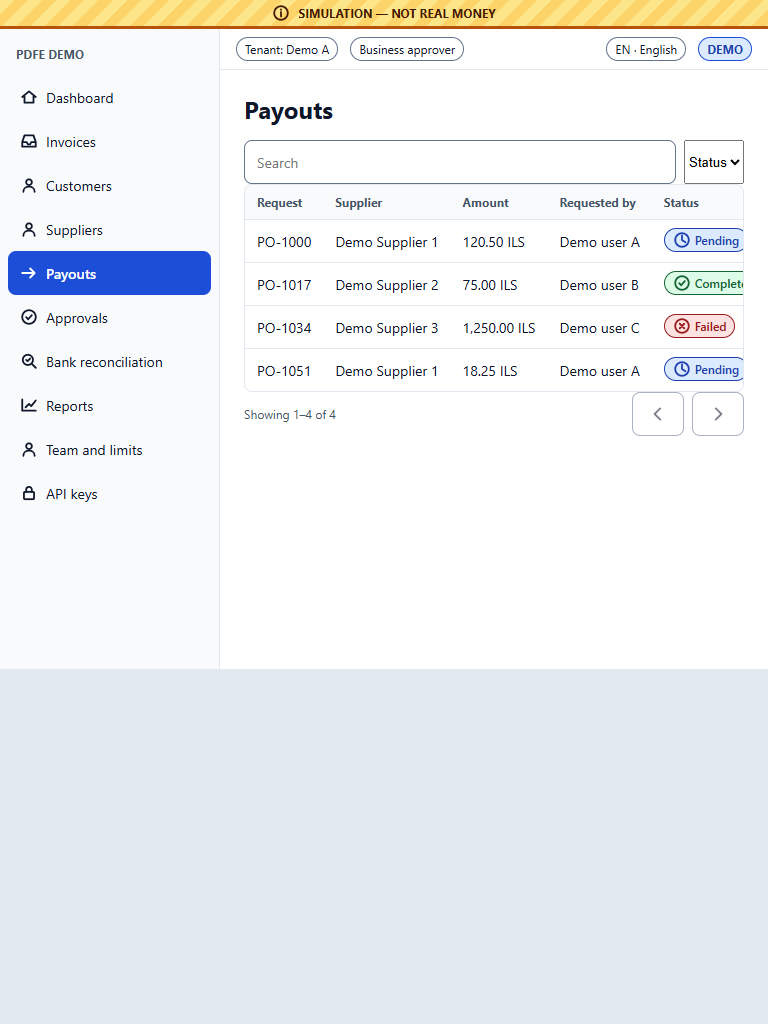 SIMULATION — NOT REAL MONEY
PDFE DEMO
Tenant: Demo A
Business approver
EN · English
DEMO
Dashboard
Invoices
Customers
Suppliers
Payouts
Approvals
Bank reconciliation
Reports
Team and limits
API keys
Payouts
Search
Status
Request Supplier Amount Requested by Status
PO-1000 Demo Supplier 1 120.50 ILS Demo user A Pending
PO-1017 Demo Supplier 2 75.00 ILS Demo user B Complete
PO-1034 Demo Supplier 3 1,250.00 ILS Demo user C Failed
PO-1051 Demo Supplier 1 18.25 ILS Demo user A Pending
Showing 1–4 of 4